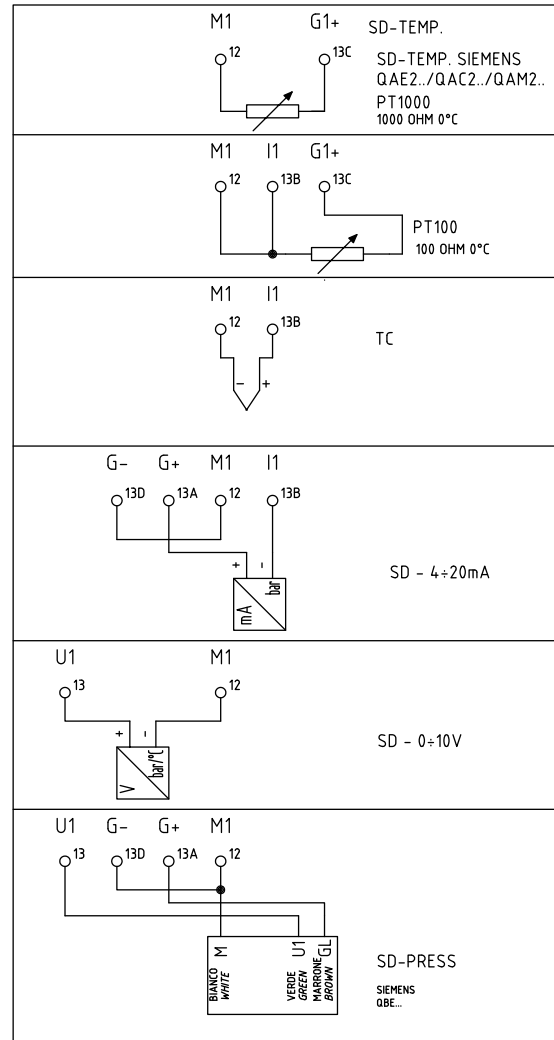 M1 G1+ SD-TEMP.
12 13C SD-TEMP. SIEMENS
QAE2../QAC2../QAM2..
PT1000
1000 OHM 0°C
M1 I1 G1+
12 13B 13C
PT100
100 OHM 0°C
M1 I1
12 13B
TC
- +
G- G+ M1 I1
13D 13A 12 13B
+ -
mA bar
SD - 4÷20mA
U1 M1
13 12
+ -
V bar/°C
SD - 0÷10V
U1 G- G+ M1
13 13D 13A 12
M U1 GL
BIANCO
WHITE
VERDE
GREEN
MARRONE
BROWN
SD-PRESS
SIEMENS
QBE...